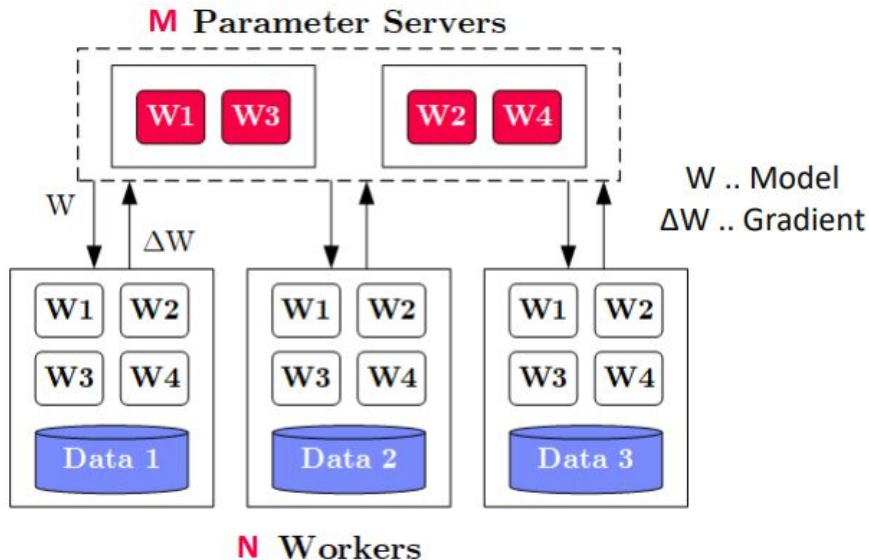 M Parameter Servers
W1 W3 W2 W4
W .. Model
ΔW .. Gradient
W
ΔW
W1 W2 W1 W2 W1 W2
W3 W4 W3 W4 W3 W4
Data 1 Data 2 Data 3
N Workers